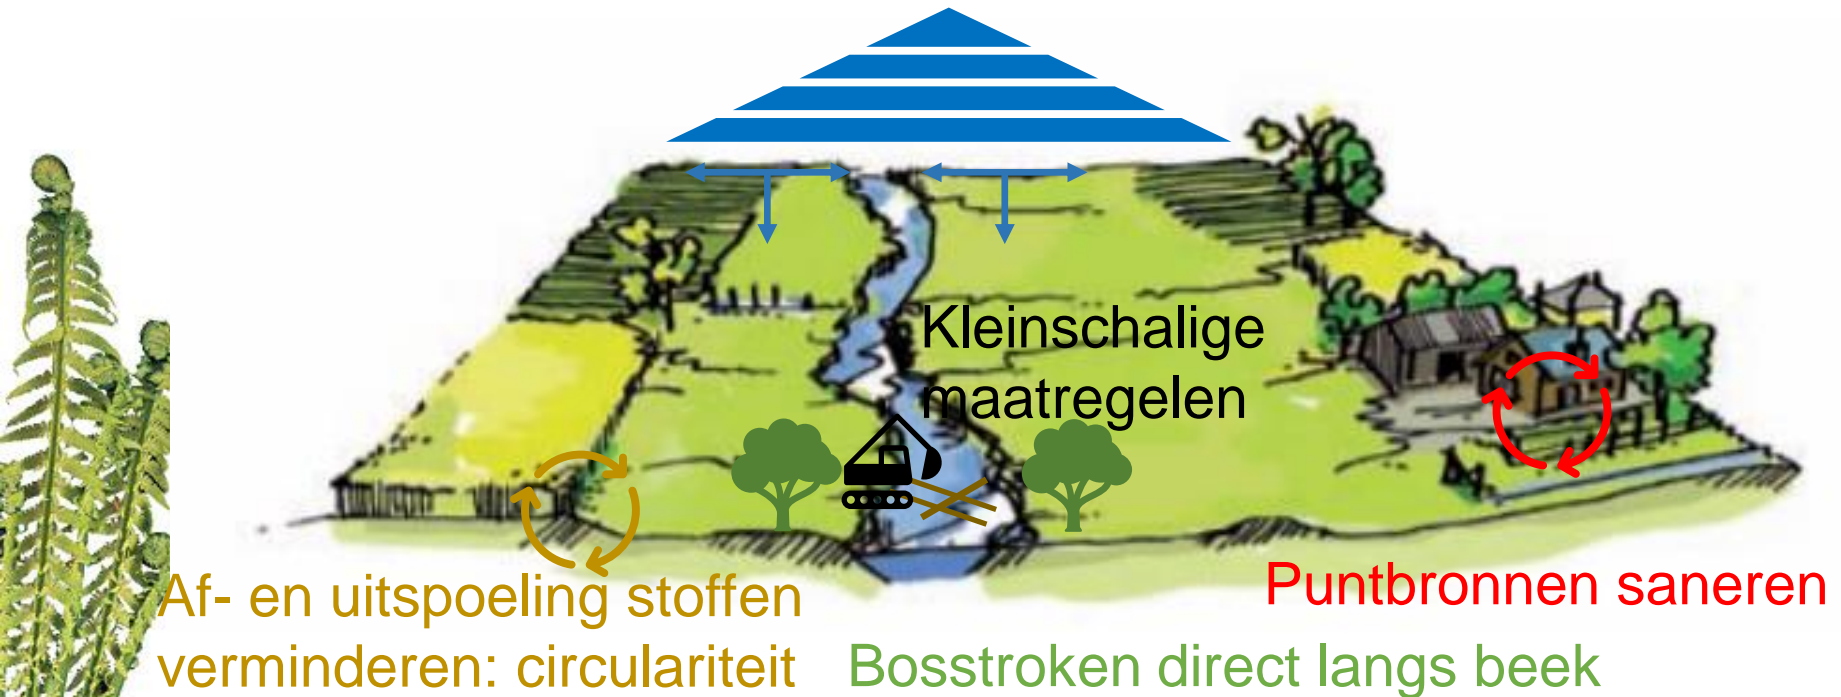 Kleinschalige
maatregelen
Af- en uitspoeling stoffen
verminderen: circulariteit
Puntbronnen saneren
Bosstroken direct langs beek